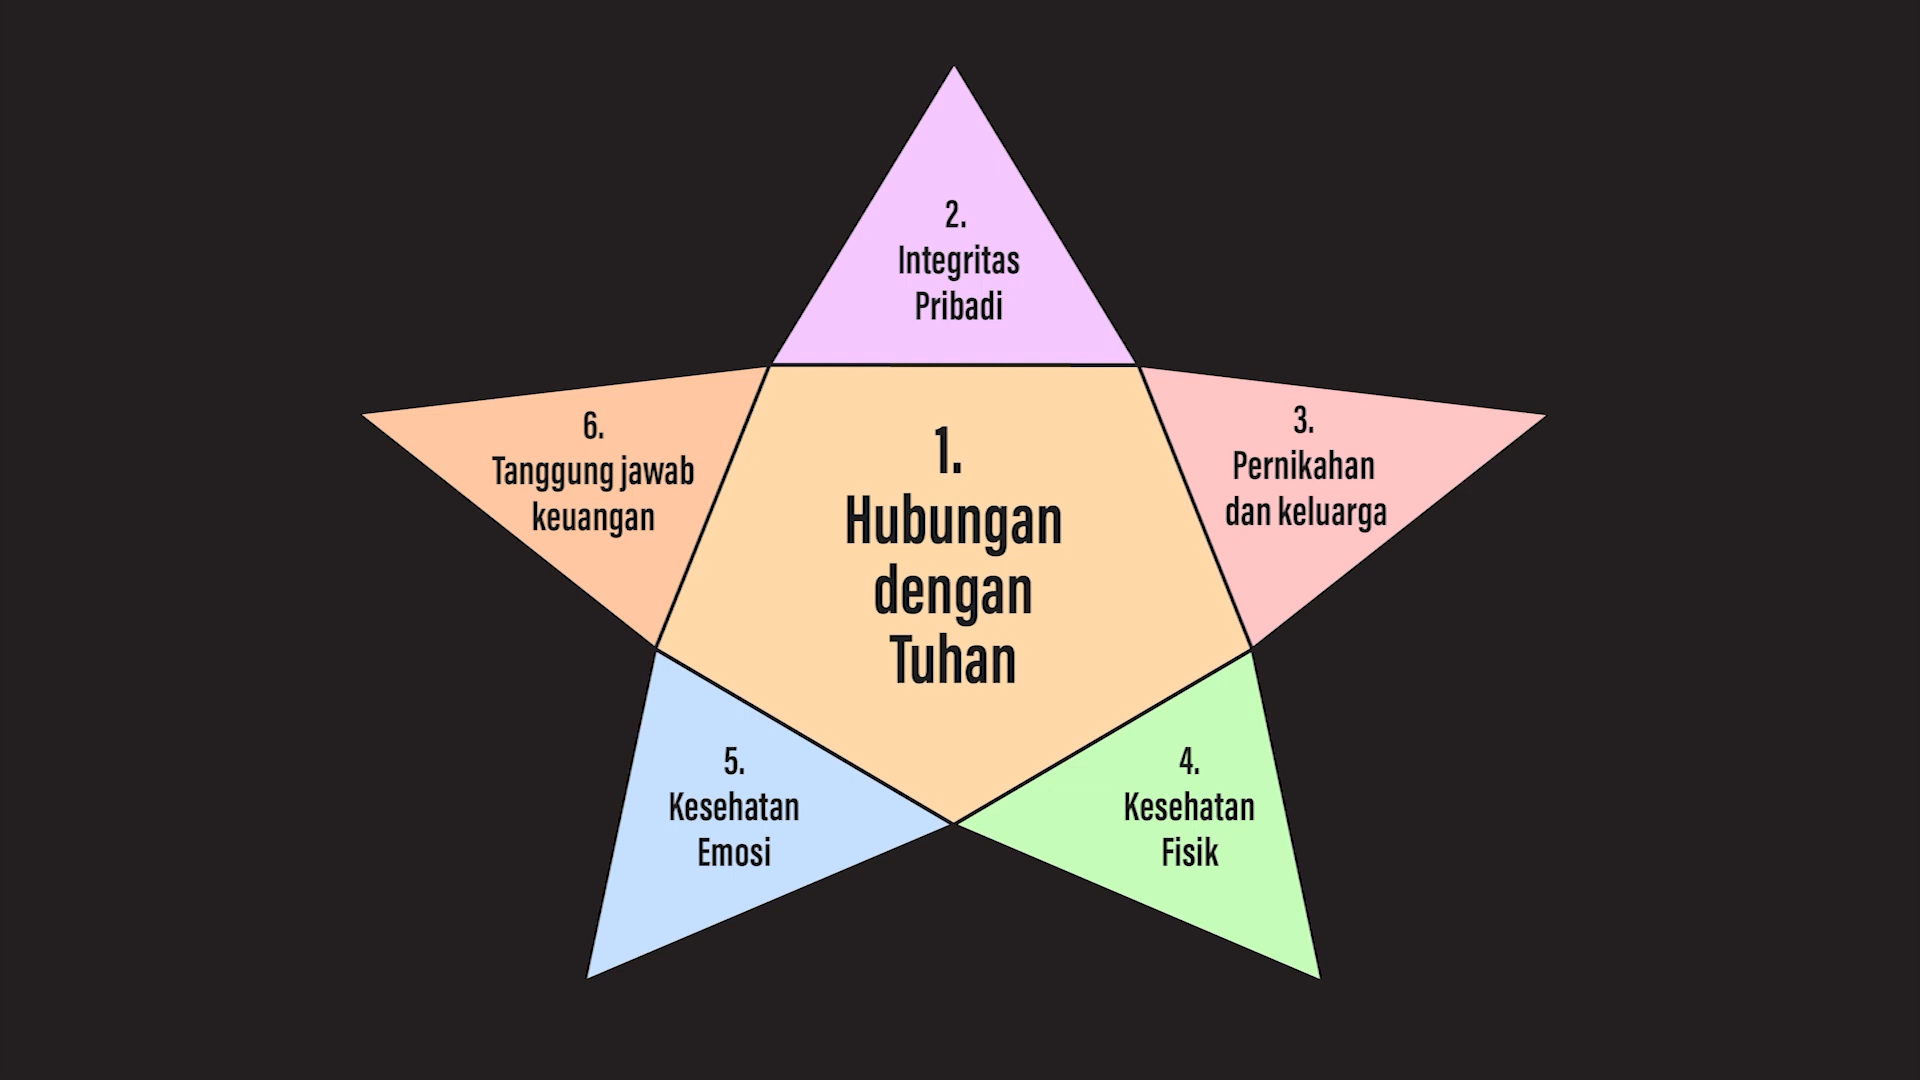 1.
Hubungan
dengan
Tuhan
2.
Integritas
Pribadi
3.
Pernikahan
dan keluarga
4.
Kesehatan
Fisik
5.
Kesehatan
Emosi
6.
Tanggung jawab
keuangan